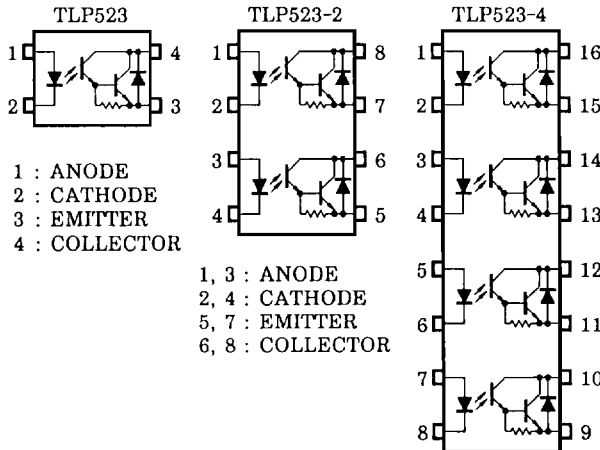 TLP523
1
4
2
3
1 : ANODE
2 : CATHODE
3 : EMITTER
4 : COLLECTOR
TLP523-2
1
8
2
7
3
6
4
5
1, 3 : ANODE
2, 4 : CATHODE
5, 7 : EMITTER
6, 8 : COLLECTOR
TLP523-4
1
16
2
15
3
14
4
13
5
12
6
11
7
10
8
9